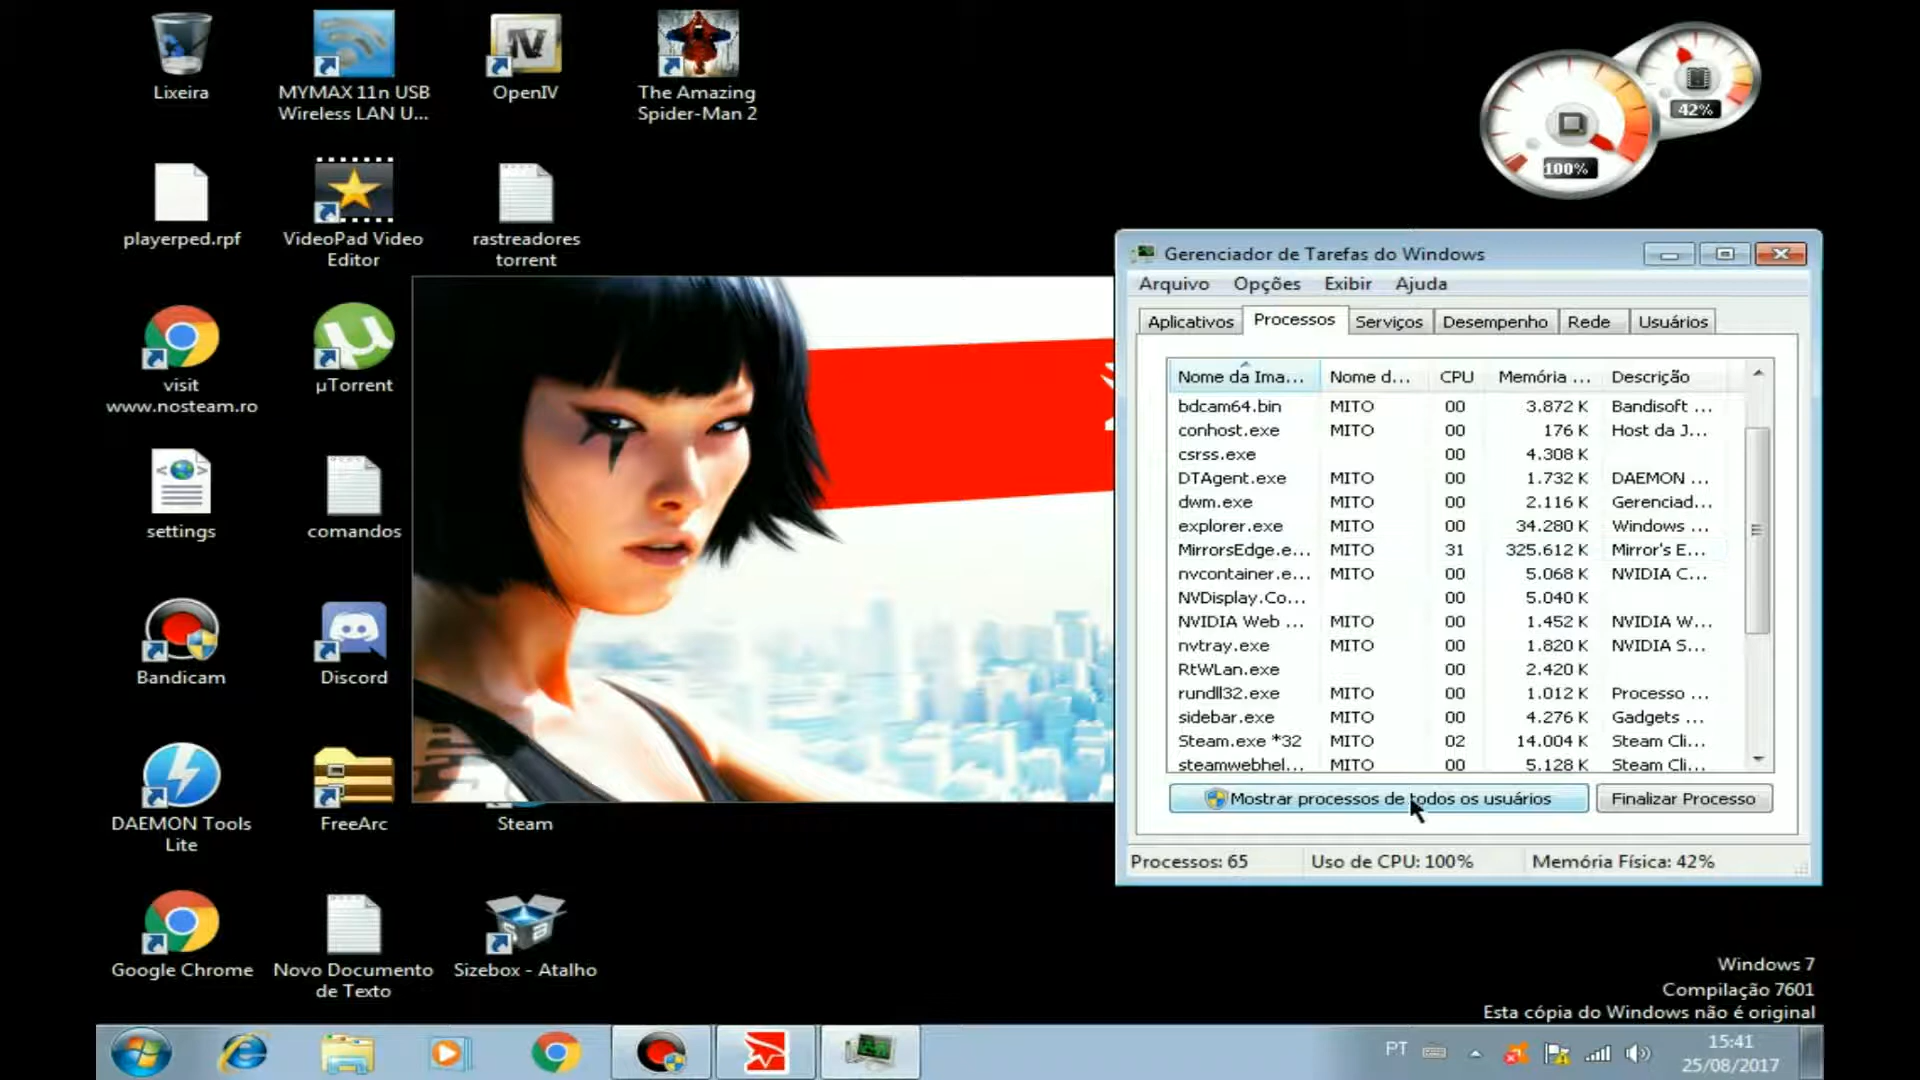 Lixeira
MYMAX 11n USB
Wireless LAN U...
OpenIV
The Amazing
Spider-Man 2
playerped.rpf
VideoPad Video
Editor
rastreadores
torrent
visit
www.nosteam.ro
µTorrent
settings
comandos
Bandicam
Discord
DAEMON Tools
Lite
FreeArc
Steam
Google Chrome
Novo Documento
de Texto
Sizebox - Atalho
42%
100%
Gerenciador de Tarefas do Windows
Arquivo Opções Exibir Ajuda
Aplicativos Processos Serviços Desempenho Rede Usuários
Nome da Ima... Nome d... CPU Memória ... Descrição
bdcam64.bin MITO 00 3.872 K Bandisoft ...
conhost.exe MITO 00 176 K Host da J...
csrss.exe 00 4.308 K
DTAgent.exe MITO 00 1.732 K DAEMON ...
dwm.exe MITO 00 2.116 K Gerenciad...
explorer.exe MITO 00 34.280 K Windows ...
MirrorsEdge.e... MITO 31 325.612 K Mirror's E...
nvcontainer.e... MITO 00 5.068 K NVIDIA C...
NVDisplay.Co... 00 5.040 K
NVIDIA Web ... MITO 00 1.452 K NVIDIA W...
nvtray.exe MITO 00 1.820 K NVIDIA S...
RtWLan.exe 00 2.420 K
rundll32.exe MITO 00 1.012 K Processo ...
sidebar.exe MITO 00 4.276 K Gadgets ...
Steam.exe *32 MITO 02 14.004 K Steam Cli...
steamwebhel... MITO 00 5.128 K Steam Cli...
Mostrar processos de todos os usuários Finalizar Processo
Processos: 65 Uso de CPU: 100% Memória Física: 42%
Windows 7
Compilação 7601
Esta cópia do Windows não é original
PT
15:41
25/08/2017